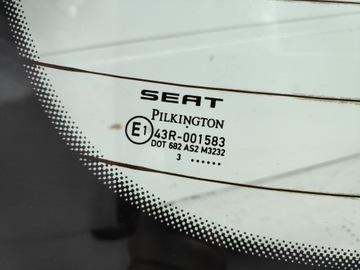 SEAT
PILKINGTON
E1 43R-001583
DOT 682 AS2 M3232
3 ••••••